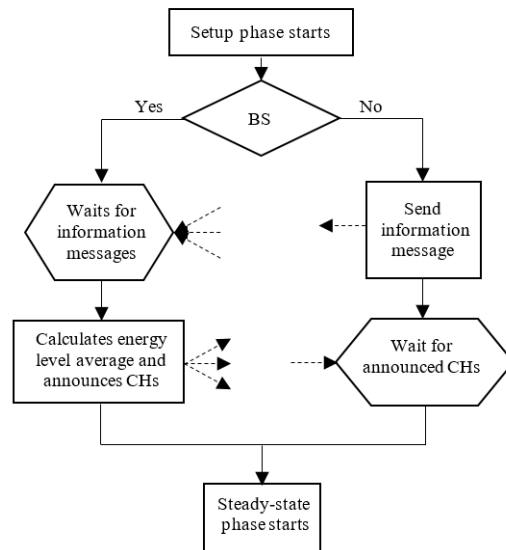 Setup phase starts
Yes
No
BS
Waits for
information
messages
Send
information
message
Calculates energy
level average and
announces CHs
Wait for
announced CHs
Steady-state
phase starts